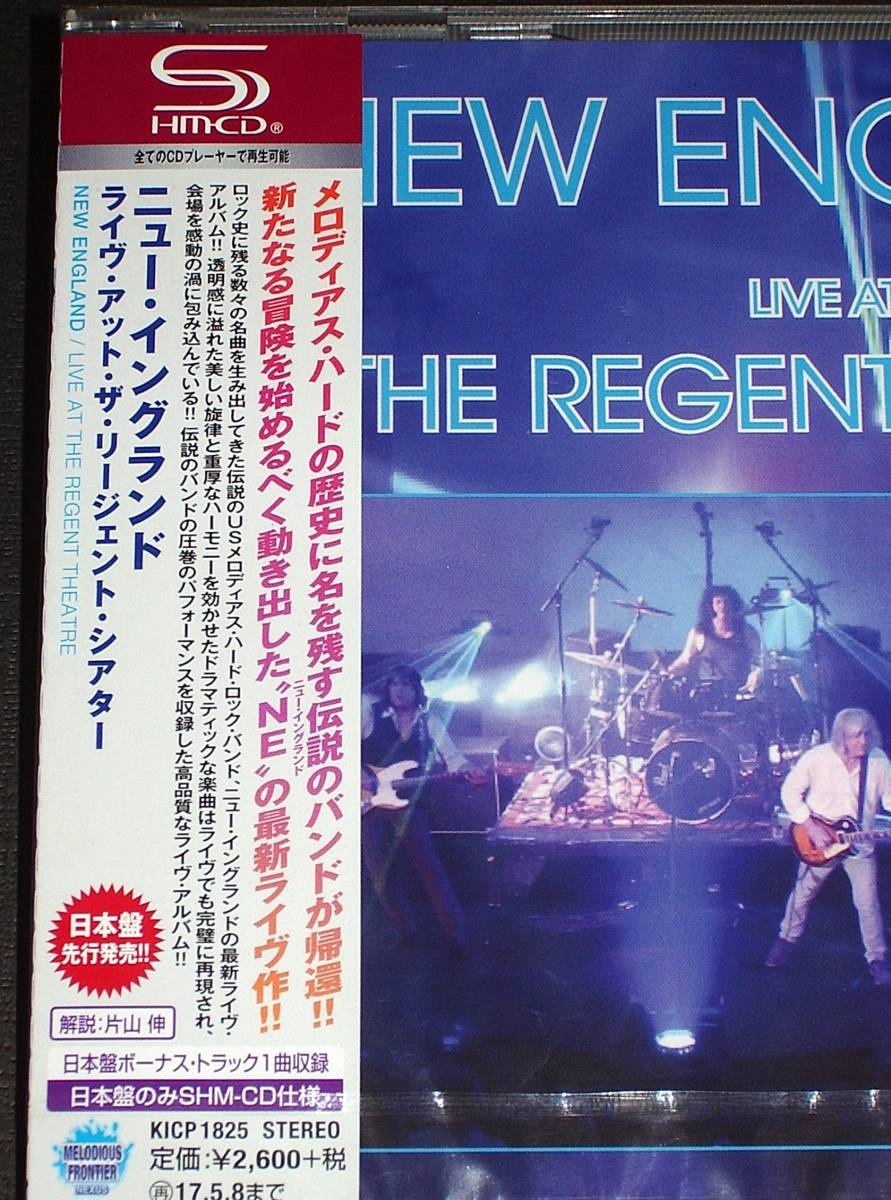 SHM-CD®
全てのCDプレーヤーで再生可能
メロディアス・ハードの歴史に名を残す伝説のバンドが帰還!!
新たなる冒険を始めるべく動き出した“NE”の最新ライヴ作!!
ニュー・イングランド
ロック史に残る数々の名曲を生み出してきた伝説のUSメロディアス・ハード・ロック・バンド、ニュー・イングランドの最新ライヴ・
アルバム!! 透明感に溢れた美しい旋律と重厚なハーモニーを効かせたドラマティックな楽曲はライヴでも完璧に再現され、
会場を感動の渦に包み込んでいる!! 伝説のバンドの圧巻のパフォーマンスを収録した高品質なライヴ・アルバム!!
ニュー・イングランド
ライヴ・アット・ザ・リージェント・シアター
NEW ENGLAND / LIVE AT THE REGENT THEATRE
日本盤
先行発売!!
解説:片山 伸
日本盤ボーナス・トラック1曲収録
日本盤のみSHM-CD仕様
MELODIOUS
FRONTIER
NEXUS
KICP 1825 STEREO
定価:¥2,600+税
再17.5.8まで
NEW ENG
LIVE AT
THE REGENT